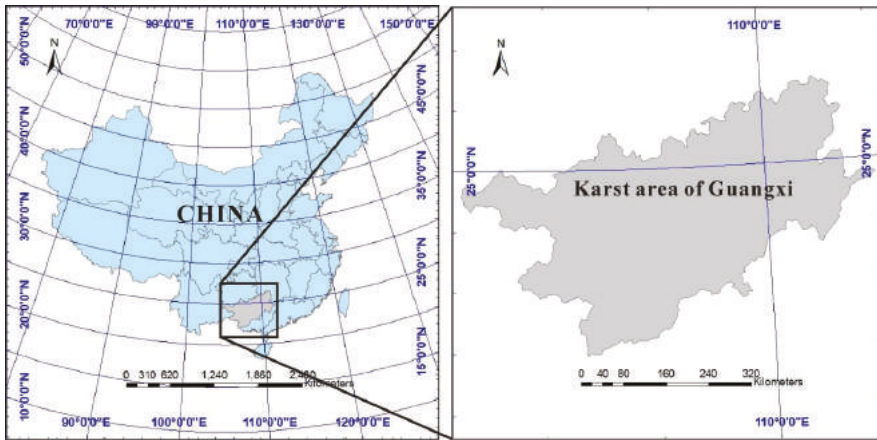 70°0'0"E 90°0'0"E 110°0'0"E 130°0'0"E 150°0'0"E
N
50°0'0"N
40°0'0"N
30°0'0"N
20°0'0"N
10°0'0"N
45°0'0"N
35°0'0"N
25°0'0"N
15°0'0"N
CHINA
0 310 620 1,240 1,860 2,480
Kilometers
90°0'0"E 100°0'0"E 110°0'0"E 120°0'0"E
110°0'0"E
N
25°0'0"N
25°0'0"N
Karst area of Guangxi
0 40 80 160 240 320
Kilometers
110°0'0"E